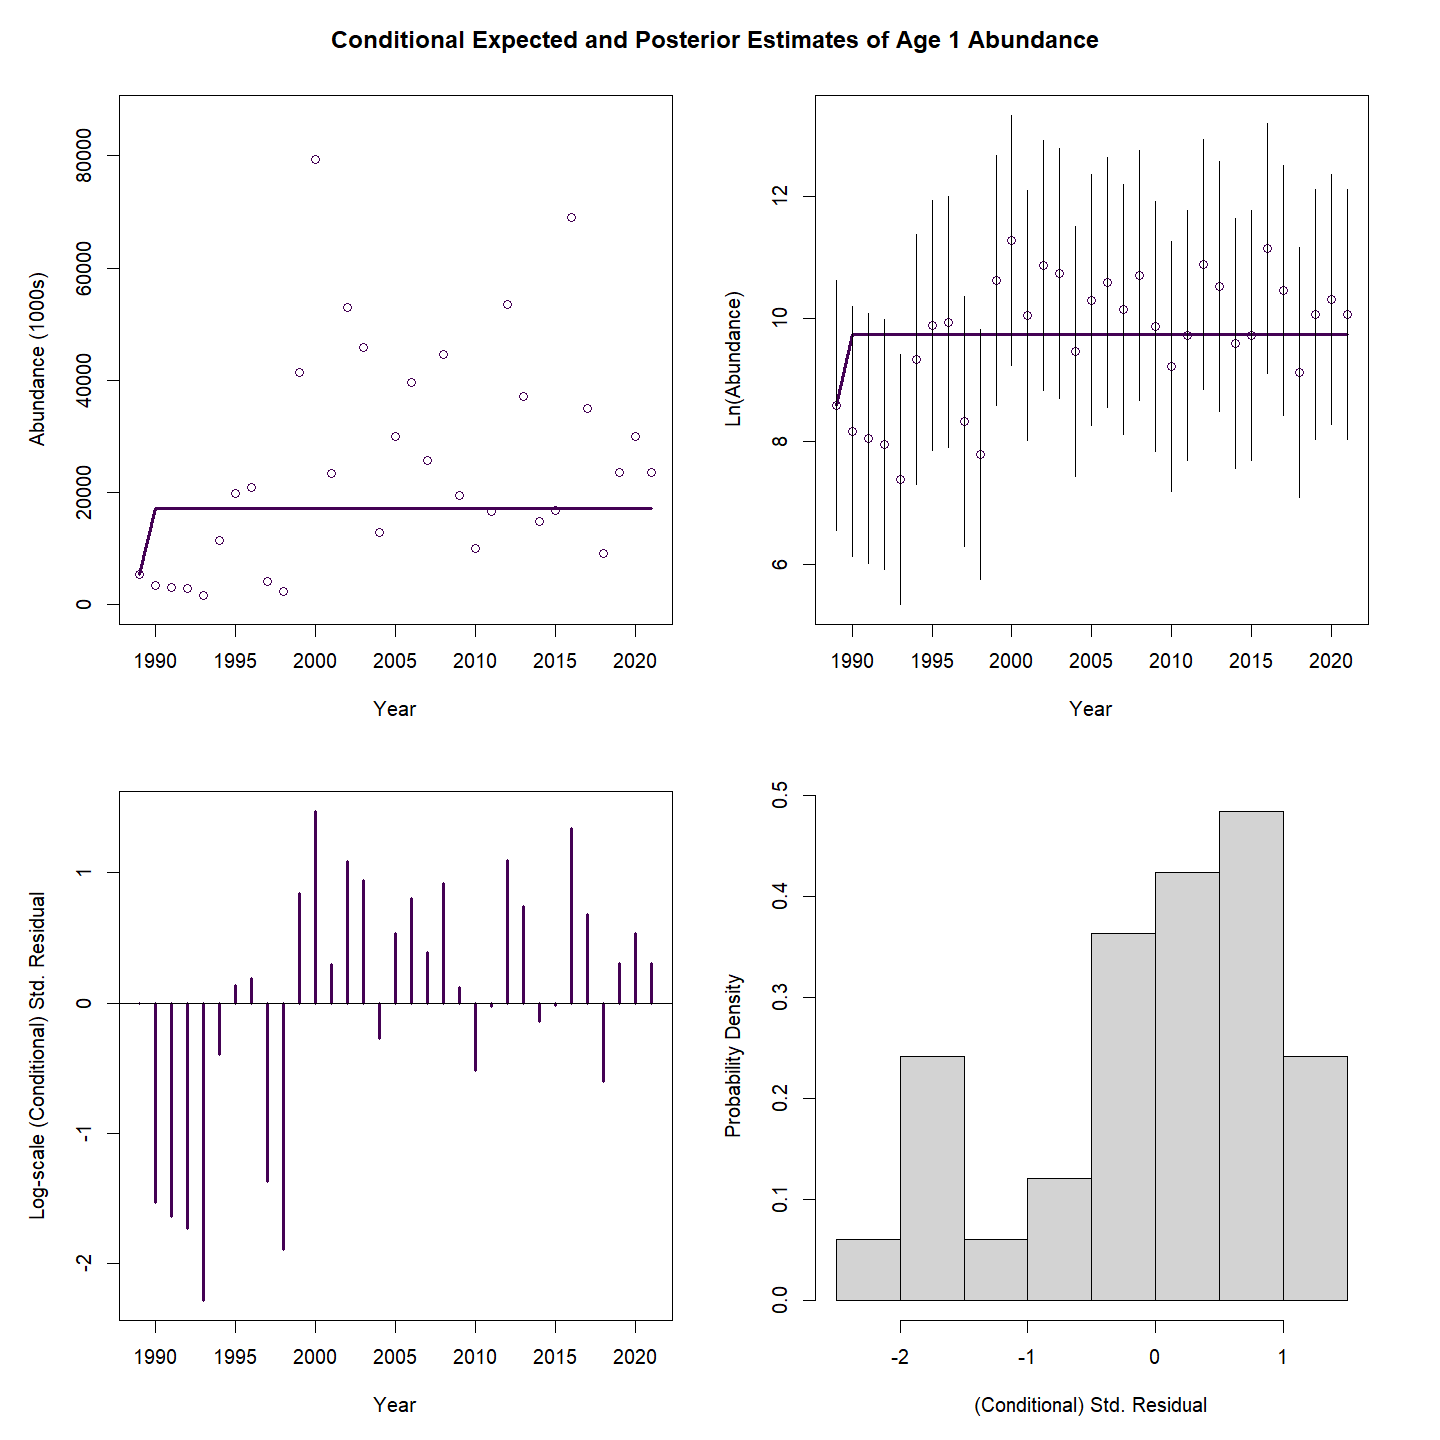 Conditional Expected and Posterior Estimates of Age 1 Abundance
Abundance (1000s)
80000
60000
40000
20000
0
1990 1995 2000 2005 2010 2015 2020
Year
Ln(Abundance)
12
10
8
6
1990 1995 2000 2005 2010 2015 2020
Year
Log-scale (Conditional) Std. Residual
1
0
-1
-2
1990 1995 2000 2005 2010 2015 2020
Year
Probability Density
0.5
0.4
0.3
0.2
0.1
0.0
-2 -1 0 1
(Conditional) Std. Residual